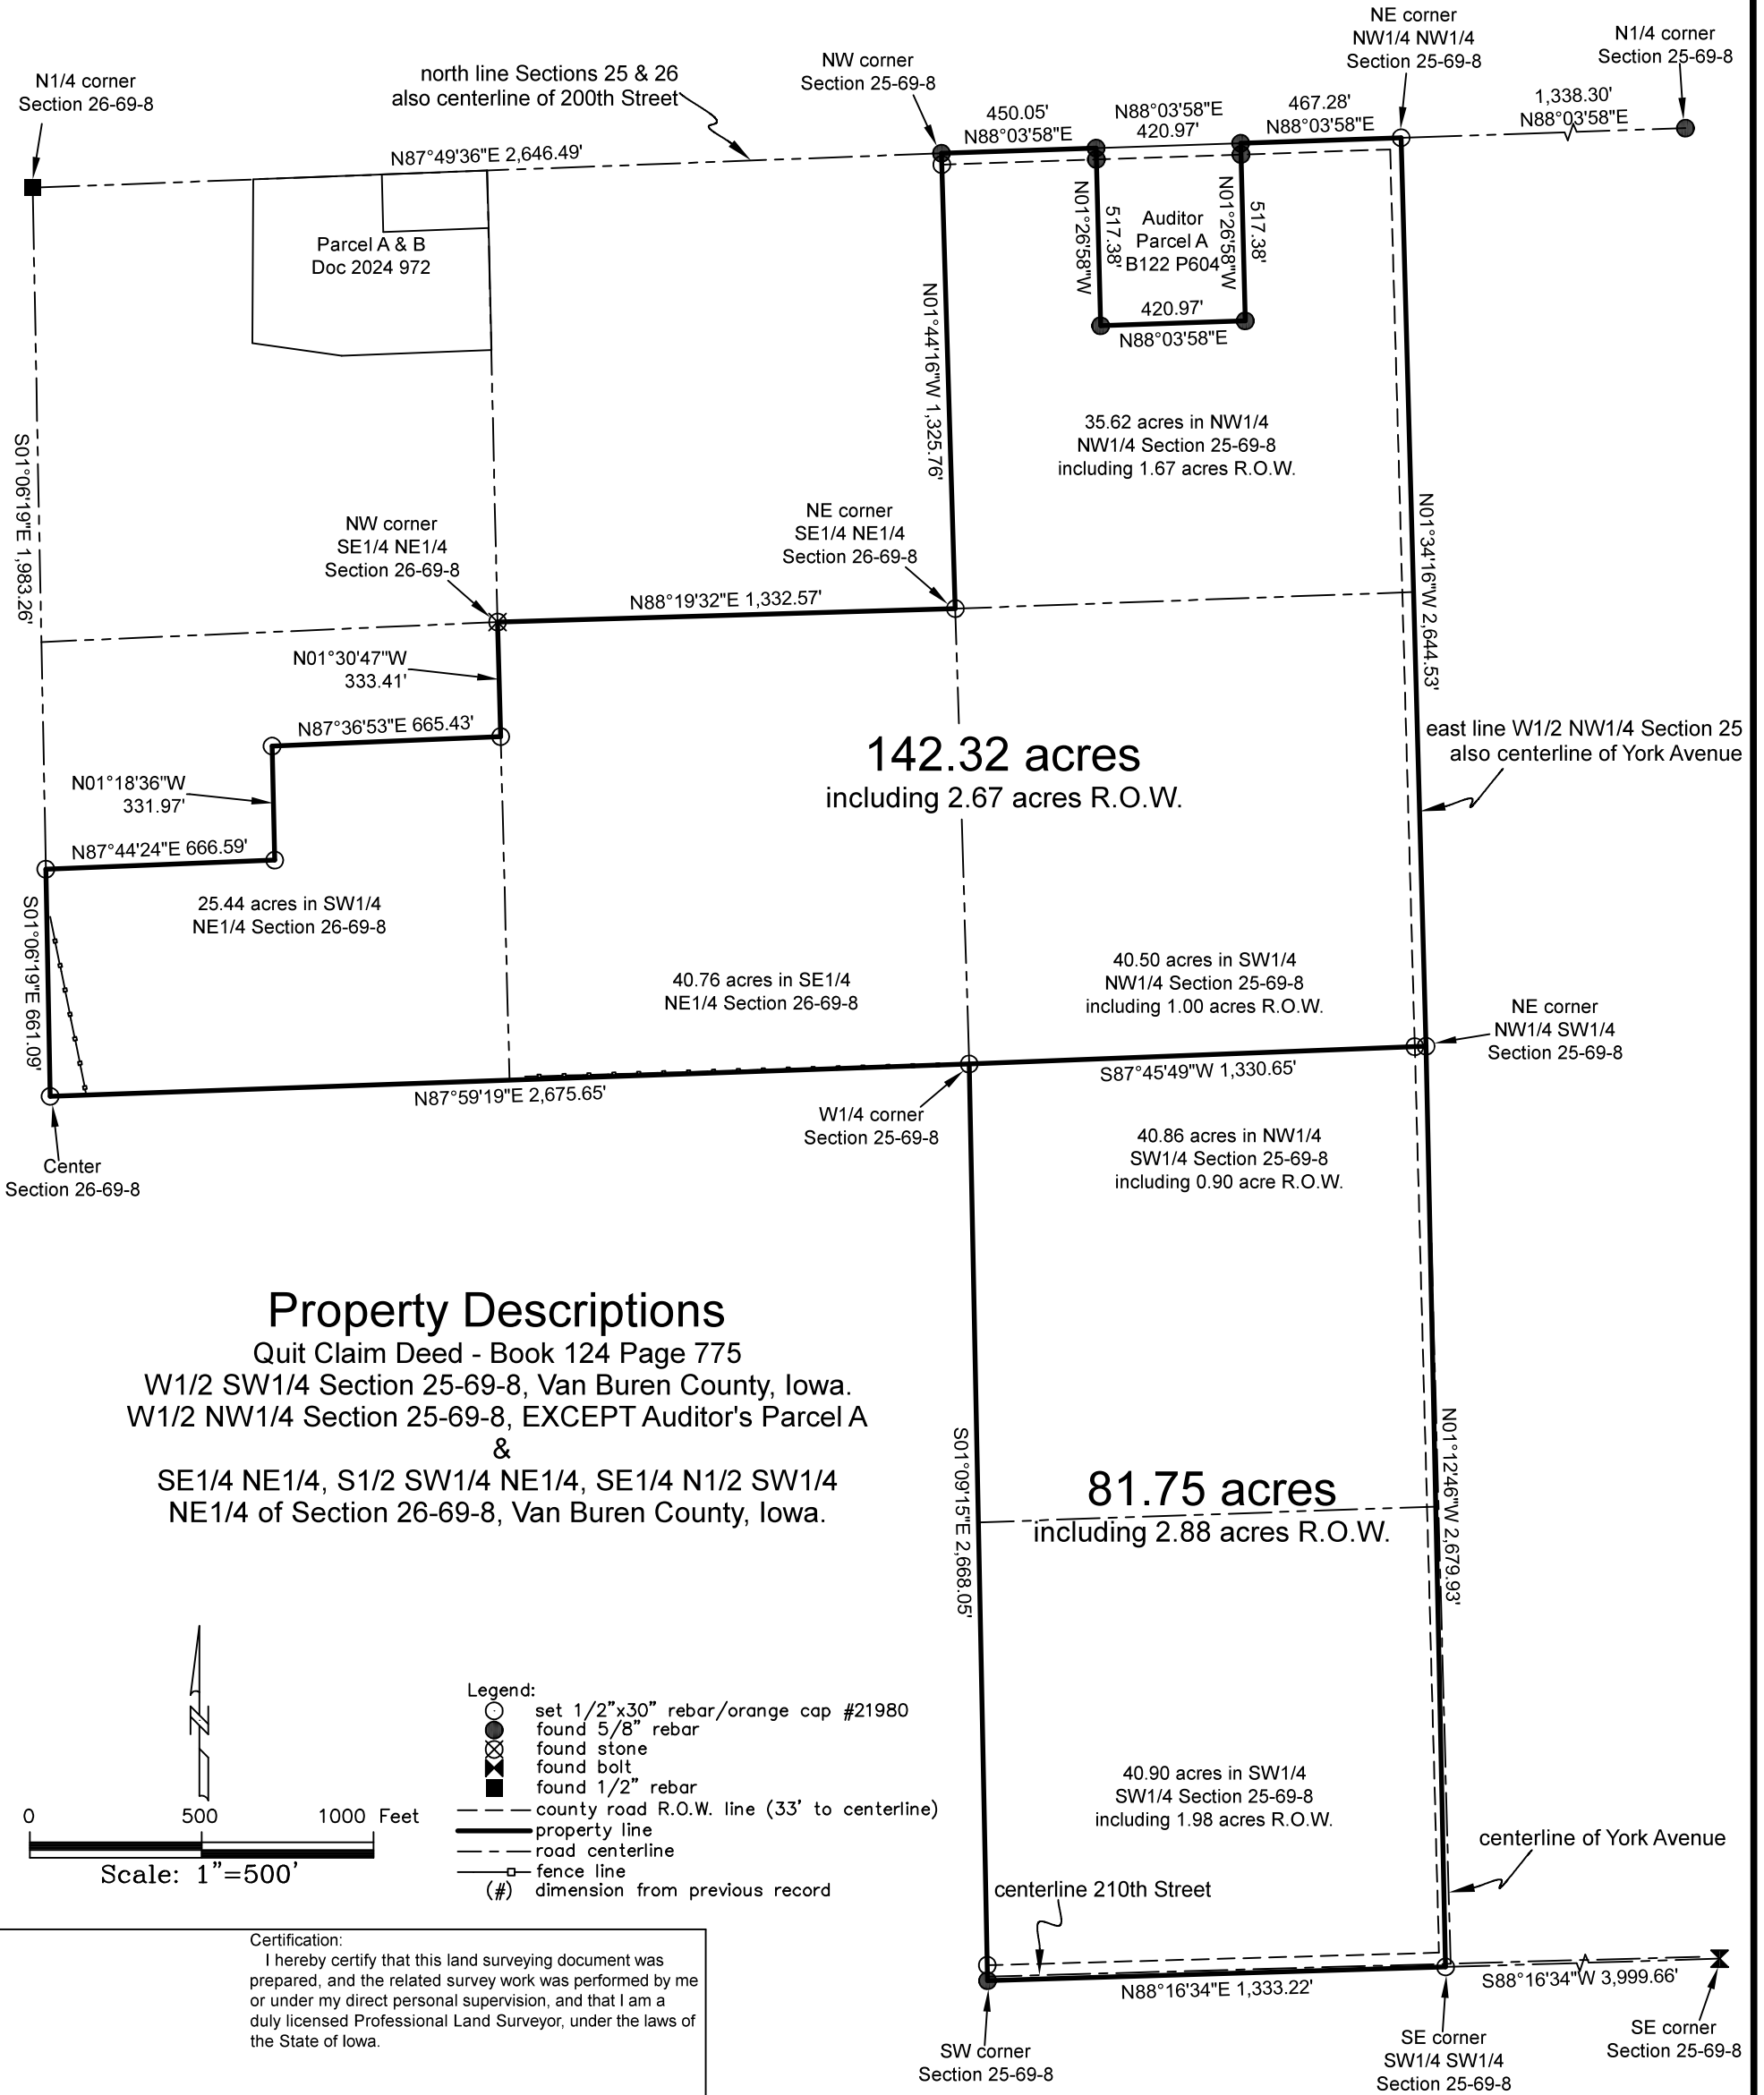 N1/4 corner
Section 26-69-8
north line Sections 25 & 26
also centerline of 200th Street
NW corner
Section 25-69-8
NE corner
NW1/4 NW1/4
Section 25-69-8
N1/4 corner
Section 25-69-8
N87°49'36"E 2,646.49'
450.05'
N88°03'58"E
N88°03'58"E
420.97'
467.28'
N88°03'58"E
1,338.30'
N88°03'58"E
Parcel A & B
Doc 2024 972
N01°26'58"W
517.38'
Auditor
Parcel A
B122 P604
N01°26'58"W
517.38'
420.97'
N88°03'58"E
N01°44'16"W 1,325.76'
35.62 acres in NW1/4
NW1/4 Section 25-69-8
including 1.67 acres R.O.W.
S01°06'19"E 1,983.26'
NW corner
SE1/4 NE1/4
Section 26-69-8
NE corner
SE1/4 NE1/4
Section 26-69-8
N01°34'16"W 2,644.53'
N88°19'32"E 1,332.57'
N01°30'47"W
333.41'
N87°36'53"E 665.43'
N01°18'36"W
331.97'
N87°44'24"E 666.59'
142.32 acres
including 2.67 acres R.O.W.
east line W1/2 NW1/4 Section 25
also centerline of York Avenue
25.44 acres in SW1/4
NE1/4 Section 26-69-8
S01°06'19"E 661.09'
40.76 acres in SE1/4
NE1/4 Section 26-69-8
40.50 acres in SW1/4
NW1/4 Section 25-69-8
including 1.00 acres R.O.W.
NE corner
NW1/4 SW1/4
Section 25-69-8
N87°59'19"E 2,675.65'
S87°45'49"W 1,330.65'
W1/4 corner
Section 25-69-8
Center
Section 26-69-8
40.86 acres in NW1/4
SW1/4 Section 25-69-8
including 0.90 acre R.O.W.
Property Descriptions
Quit Claim Deed - Book 124 Page 775
W1/2 SW1/4 Section 25-69-8, Van Buren County, Iowa.
W1/2 NW1/4 Section 25-69-8, EXCEPT Auditor's Parcel A
&
SE1/4 NE1/4, S1/2 SW1/4 NE1/4, SE1/4 N1/2 SW1/4
NE1/4 of Section 26-69-8, Van Buren County, Iowa.
S01°09'15"E 2,668.05'
N01°12'46"W 2,679.93'
81.75 acres
including 2.88 acres R.O.W.
N
0 500 1000 Feet
Scale: 1"=500'
Legend:
set 1/2"x30" rebar/orange cap #21980
found 5/8" rebar
found stone
found bolt
found 1/2" rebar
county road R.O.W. line (33' to centerline)
property line
road centerline
fence line
(#) dimension from previous record
40.90 acres in SW1/4
SW1/4 Section 25-69-8
including 1.98 acres R.O.W.
centerline of York Avenue
centerline 210th Street
N88°16'34"E 1,333.22'
S88°16'34"W 3,999.66'
SW corner
Section 25-69-8
SE corner
SW1/4 SW1/4
Section 25-69-8
SE corner
Section 25-69-8
Certification:
I hereby certify that this land surveying document was
prepared, and the related survey work was performed by me
or under my direct personal supervision, and that I am a
duly licensed Professional Land Surveyor, under the laws of
the State of Iowa.